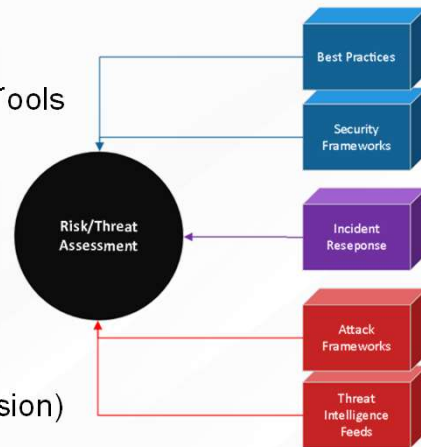 Best Practices
Tools
Security
Frameworks
Risk/Threat
Assessment
Incident
Reseponse
Attack
Frameworks
Threat
Intelligence
Feeds
sion)